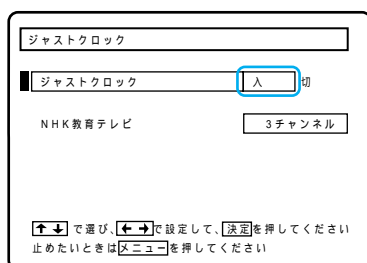 ジャストクロック
ジャストクロック 入 切
NHK教育テレビ 3チャンネル
↑↓で選び、←→で設定して、決定を押してください
止めたいときはメニューを押してください